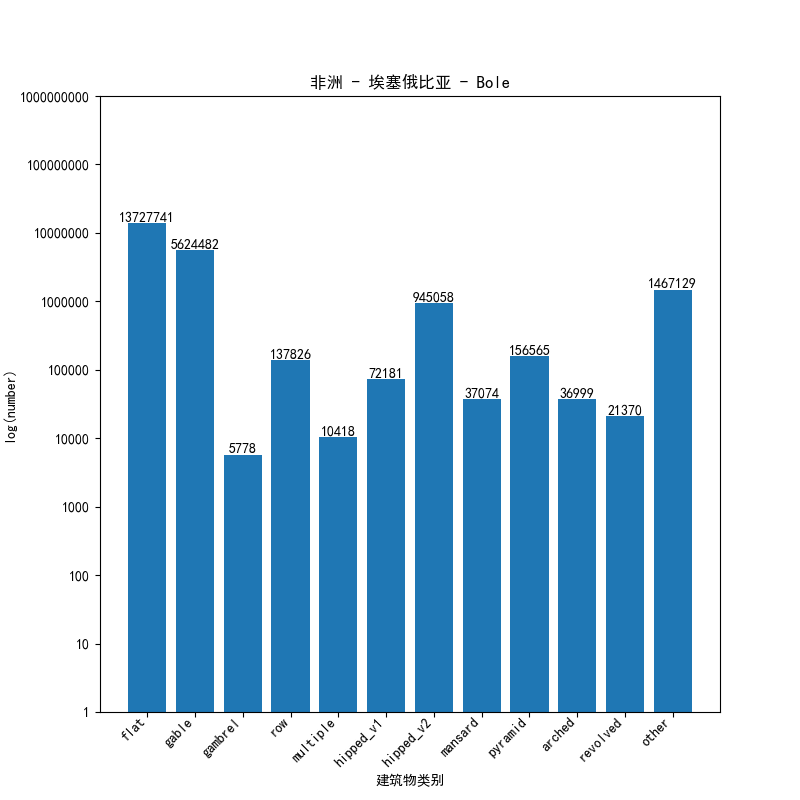 非洲 - 埃塞俄比亚 - Bole
1000000000
100000000
10000000
1000000
100000
10000
1000
100
10
1
log(number)
13727741
5624482
5778
137826
10418
72181
945058
37074
156565
36999
21370
1467129
flat
gable
gambrel
row
multiple
hipped_v1
hipped_v2
mansard
pyramid
arched
revolved
other
建筑物类别